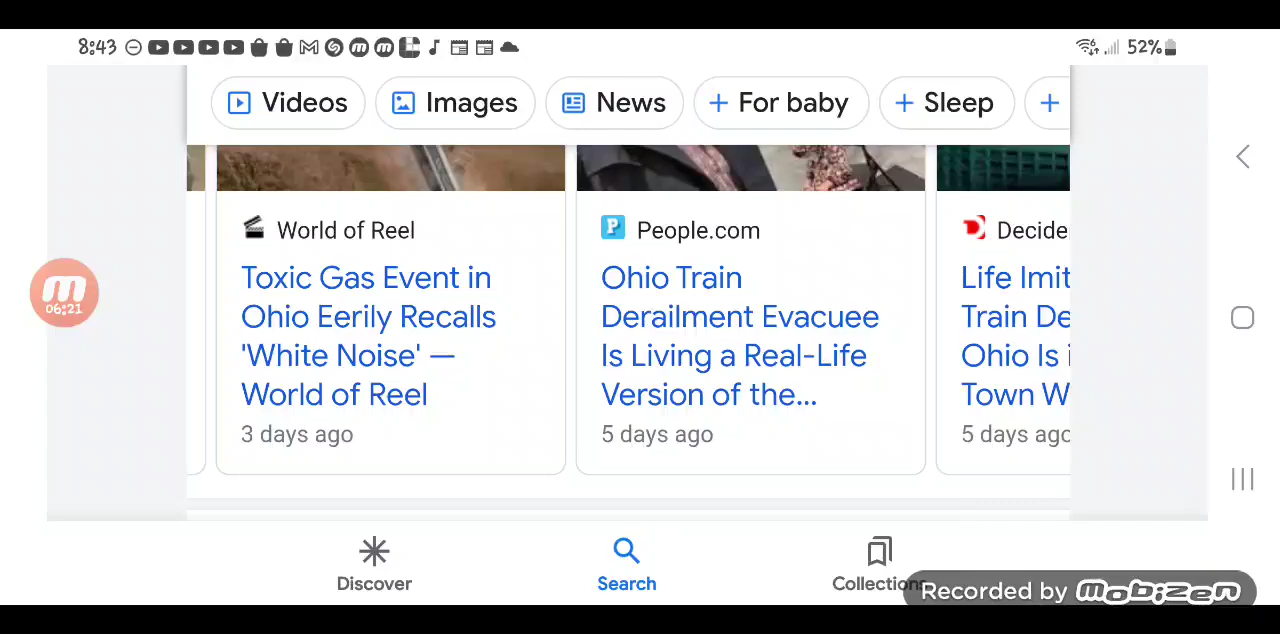 8:43
52%
Videos
Images
News
+ For baby
+ Sleep
+
World of Reel
Toxic Gas Event in
Ohio Eerily Recalls
'White Noise' —
World of Reel
3 days ago
P People.com
Ohio Train
Derailment Evacuee
Is Living a Real-Life
Version of the...
5 days ago
Decide
Life Imit
Train De
Ohio Is i
Town W
5 days ago
m
06:21
Discover
Search
Collection
Recorded by mobizen